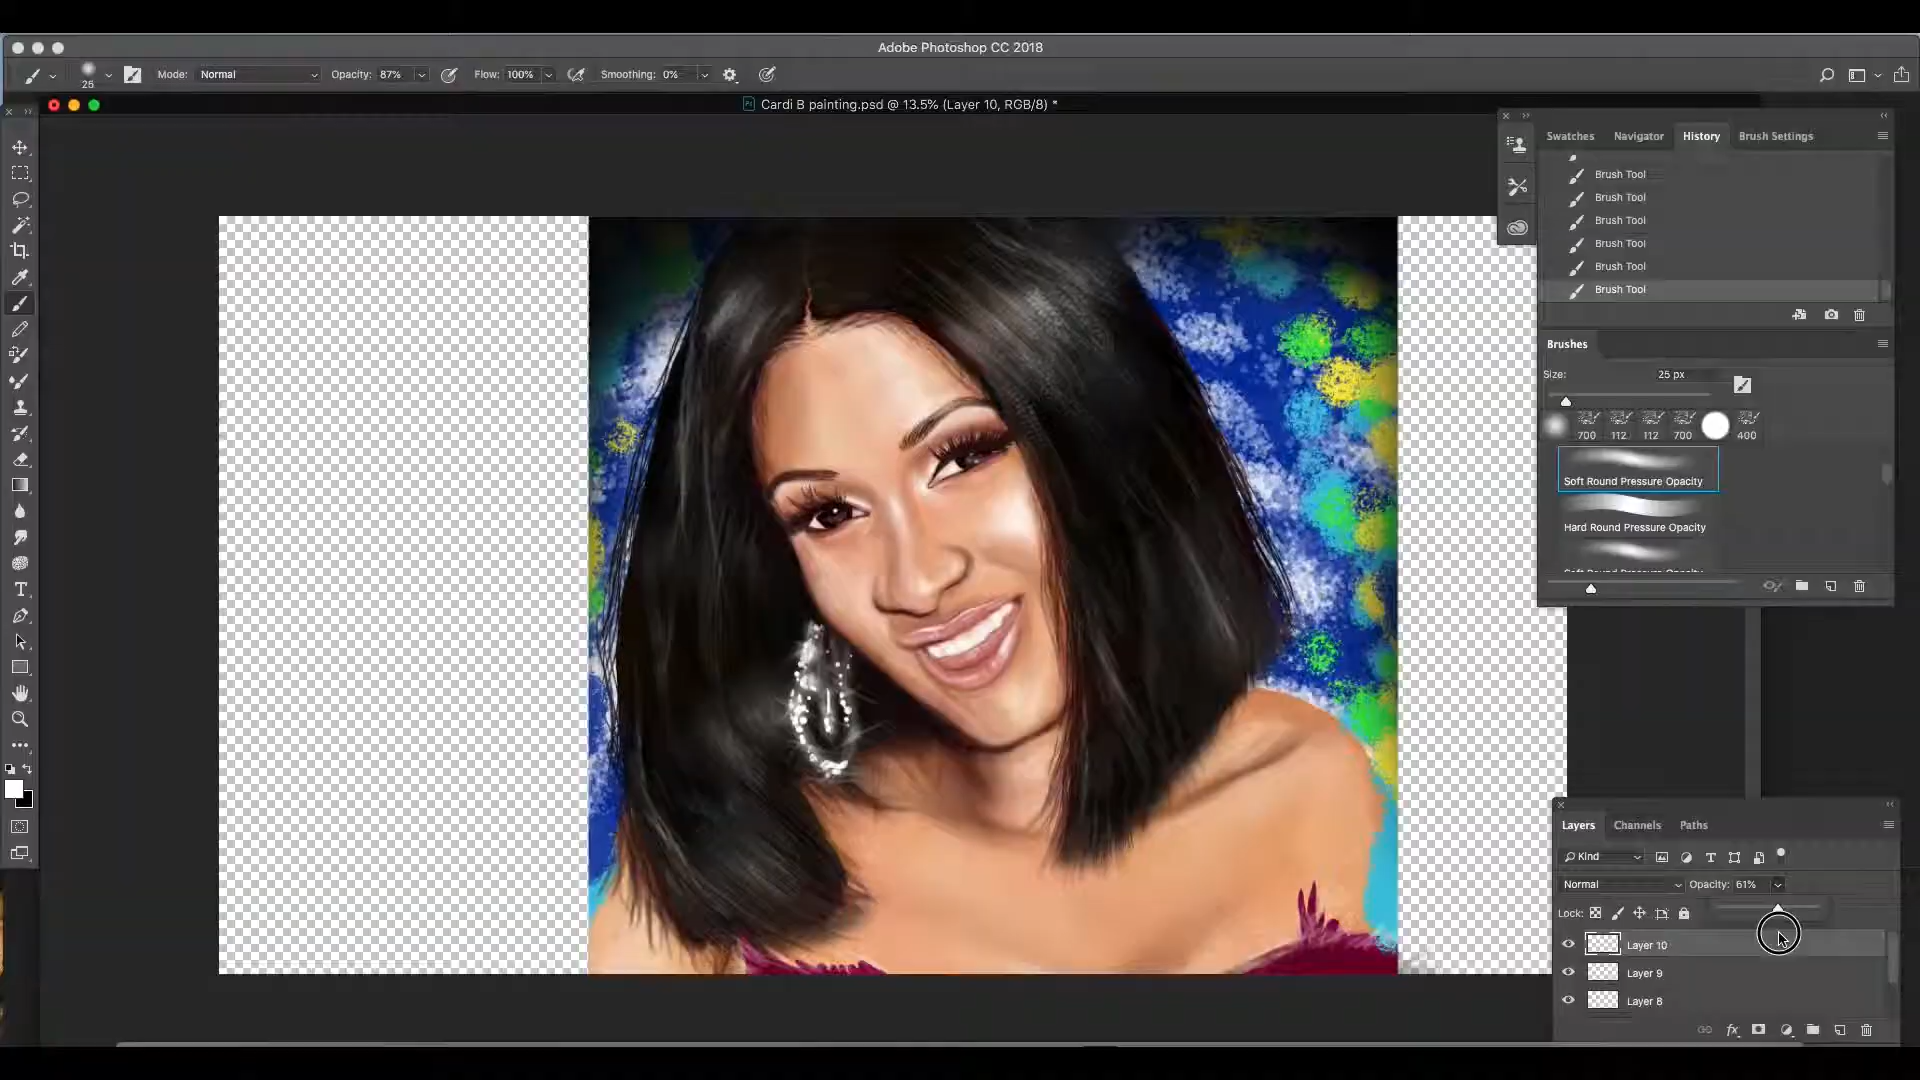 Adobe Photoshop CC 2018
25
Mode: Normal
Opacity: 87%
Flow: 100%
Smoothing: 0%
Cardi B painting.psd @ 13.5% (Layer 10, RGB/8) *
Swatches
Navigator
History
Brush Settings
Brush Tool
Brush Tool
Brush Tool
Brush Tool
Brush Tool
Brush Tool
Brushes
Size:
25 px
700
112
112
700
400
Soft Round Pressure Opacity
Hard Round Pressure Opacity
Layers
Channels
Paths
Kind
Normal
Opacity: 61%
Lock:
Layer 10
Layer 9
Layer 8